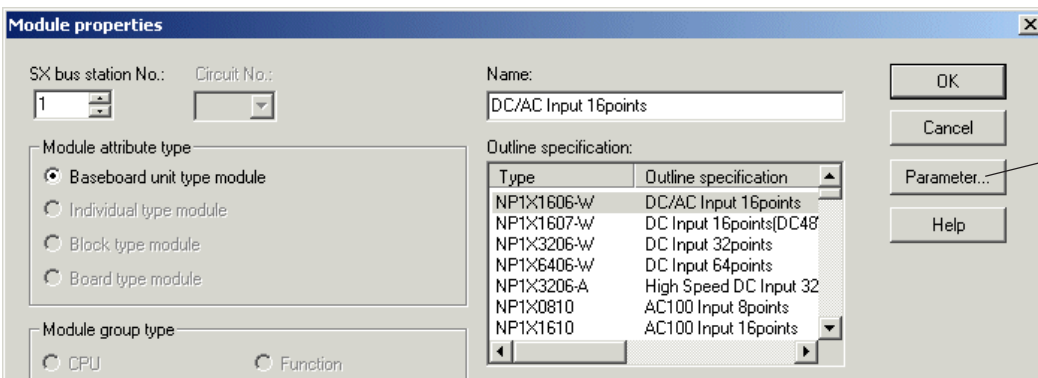 Module properties
SX bus station No.:
Circuit No.:
1
Module attribute type
Baseboard unit type module
Individual type module
Block type module
Board type module
Module group type
CPU
Function
Name:
DC/AC Input 16points
Outline specification:
Type Outline specification
NP1X1606-W DC/AC Input 16points
NP1X1607-W DC Input 16points(DC48
NP1X3206-W DC Input 32points
NP1X6406-W DC Input 64points
NP1X3206-A High Speed DC Input 32
NP1X0810 AC100 Input 8points
NP1X1610 AC100 Input 16points
OK
Cancel
Parameter...
Help